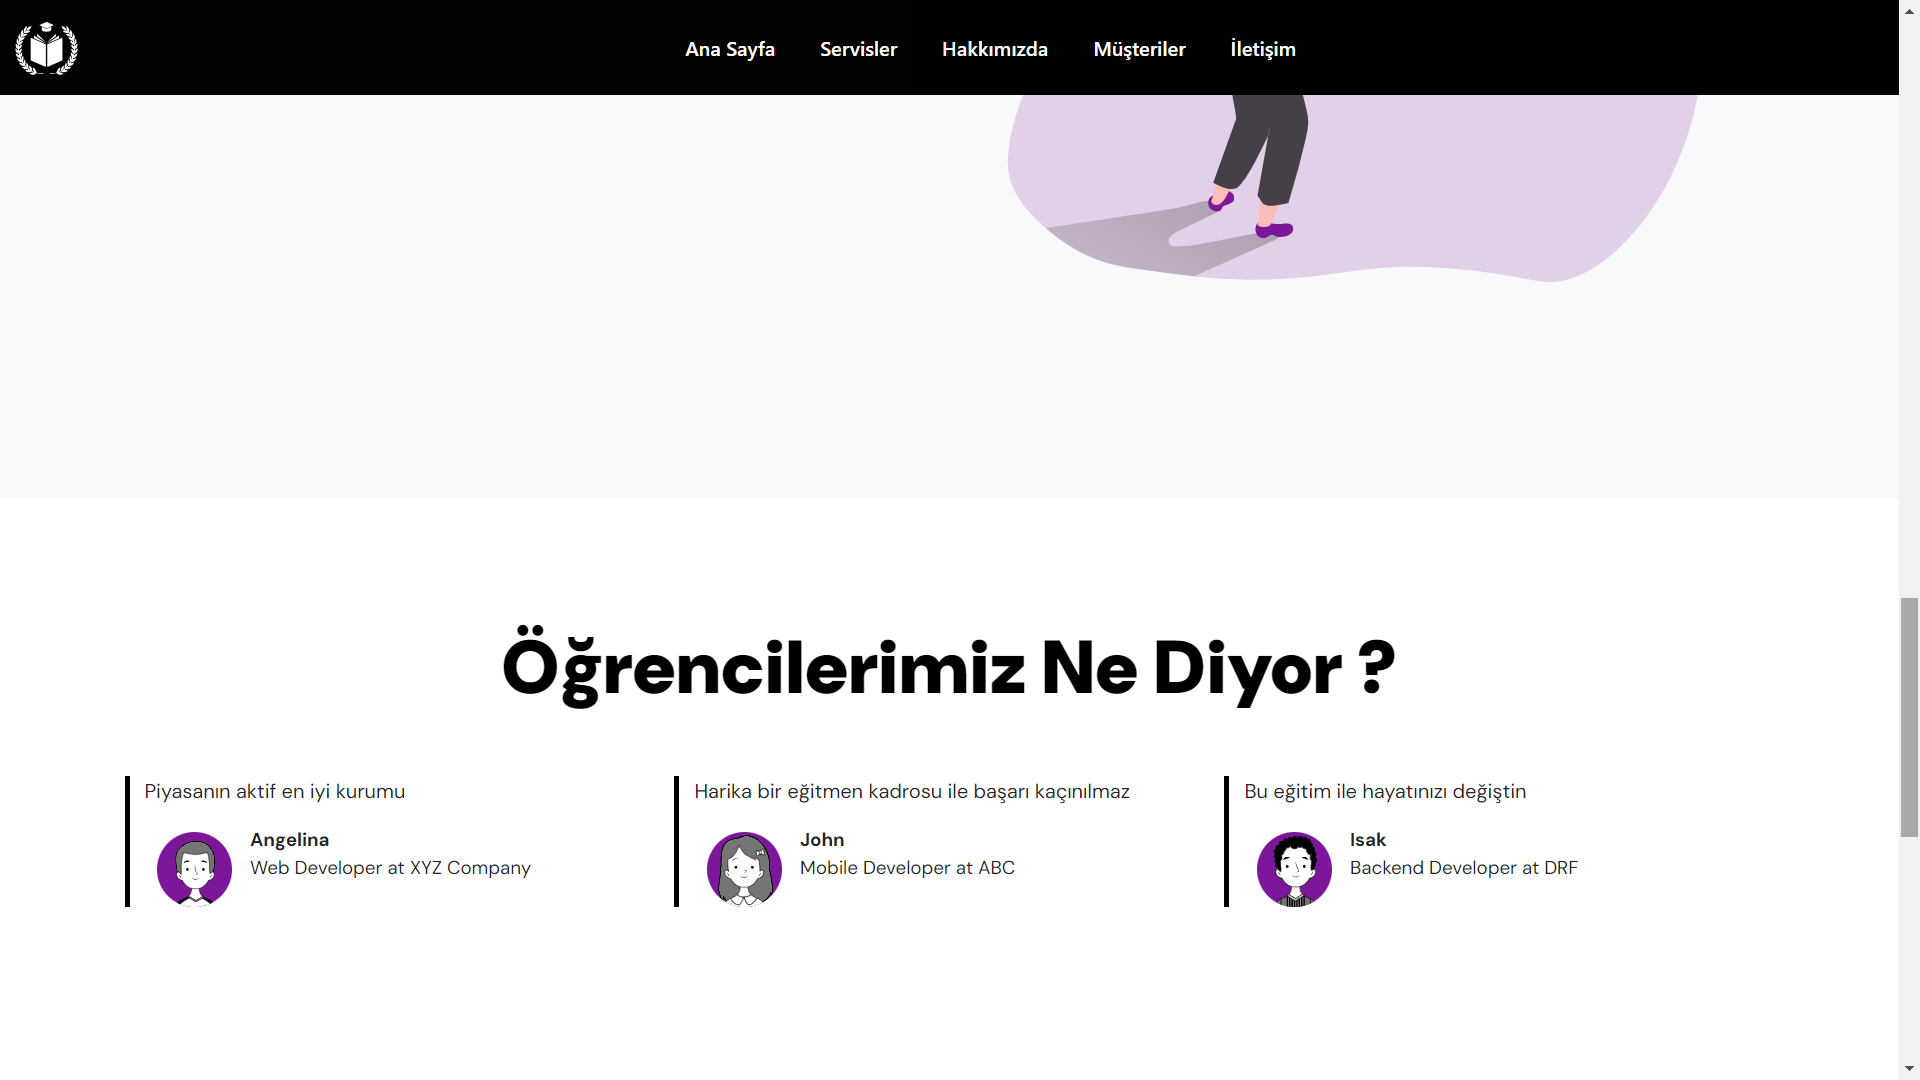 Ana Sayfa Servisler Hakkımızda Müşteriler İletişim
Öğrencilerimiz Ne Diyor ?
Piyasanın aktif en iyi kurumu
Angelina
Web Developer at XYZ Company
Harika bir eğitmen kadrosu ile başarı kaçınılmaz
John
Mobile Developer at ABC
Bu eğitim ile hayatınızı değiştin
Isak
Backend Developer at DRF